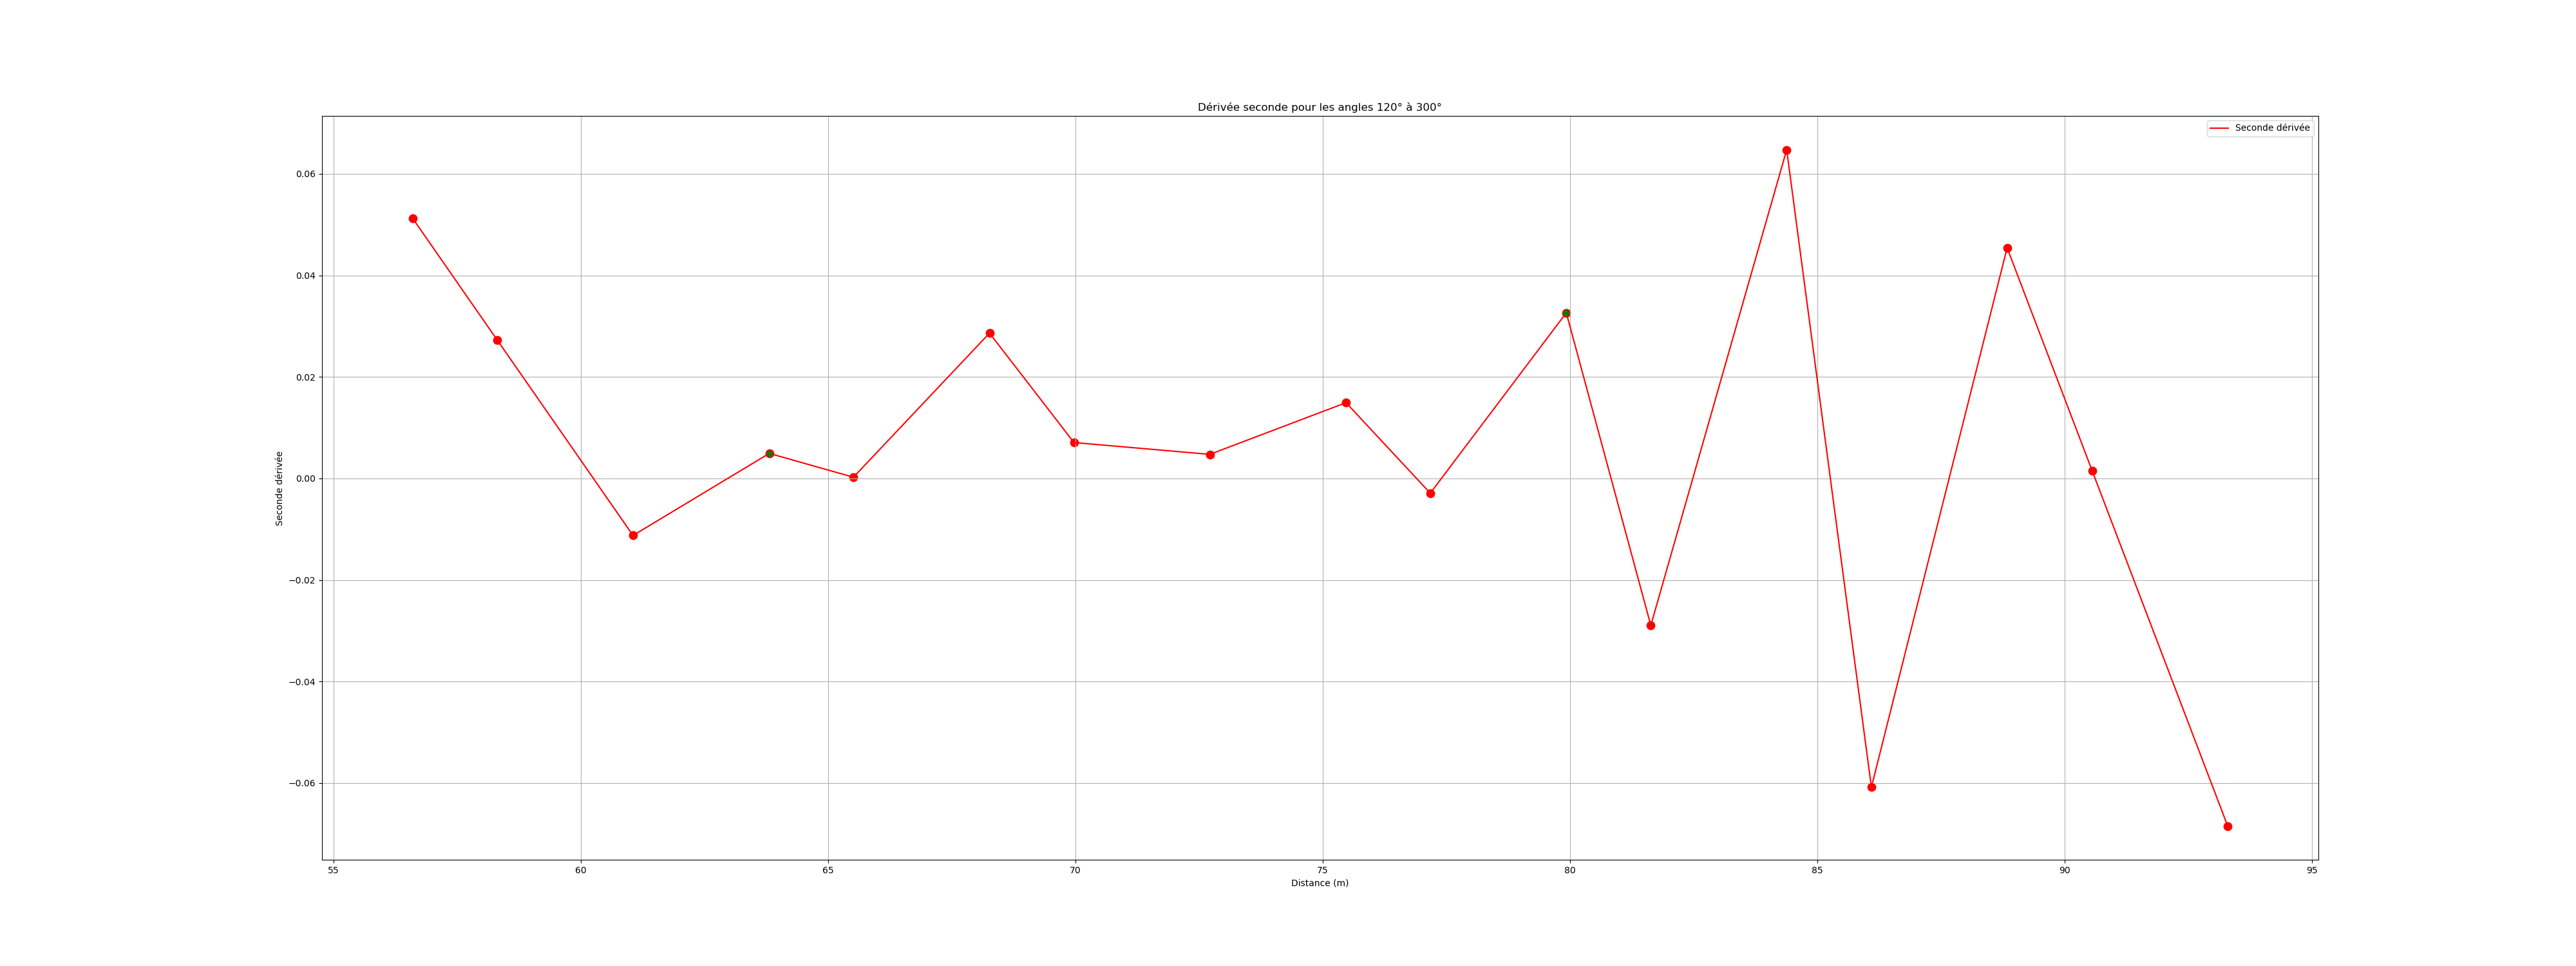 Dérivée seconde pour les angles 120° à 300°
Seconde dérivée
0.06
0.04
0.02
0.00
−0.02
−0.04
−0.06
Seconde dérivée
55 60 65 70 75 80 85 90 95
Distance (m)